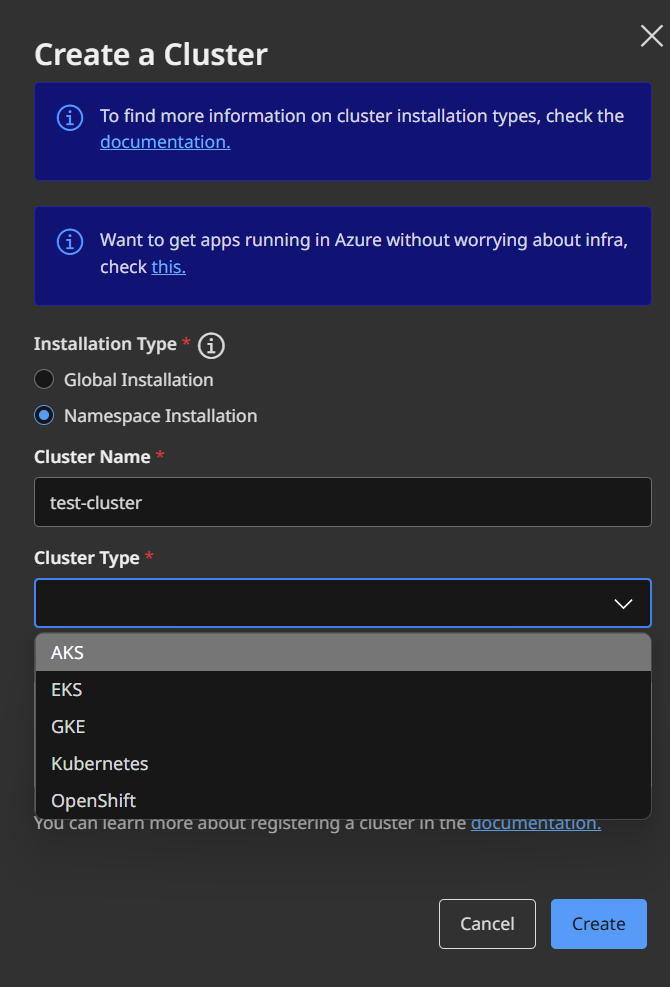 Create a Cluster
To find more information on cluster installation types, check the
documentation.
Want to get apps running in Azure without worrying about infra,
check this.
Installation Type *
Global Installation
Namespace Installation
Cluster Name *
test-cluster
Cluster Type *
AKS
EKS
GKE
Kubernetes
OpenShift
You can learn more about registering a cluster in the documentation.
Cancel
Create